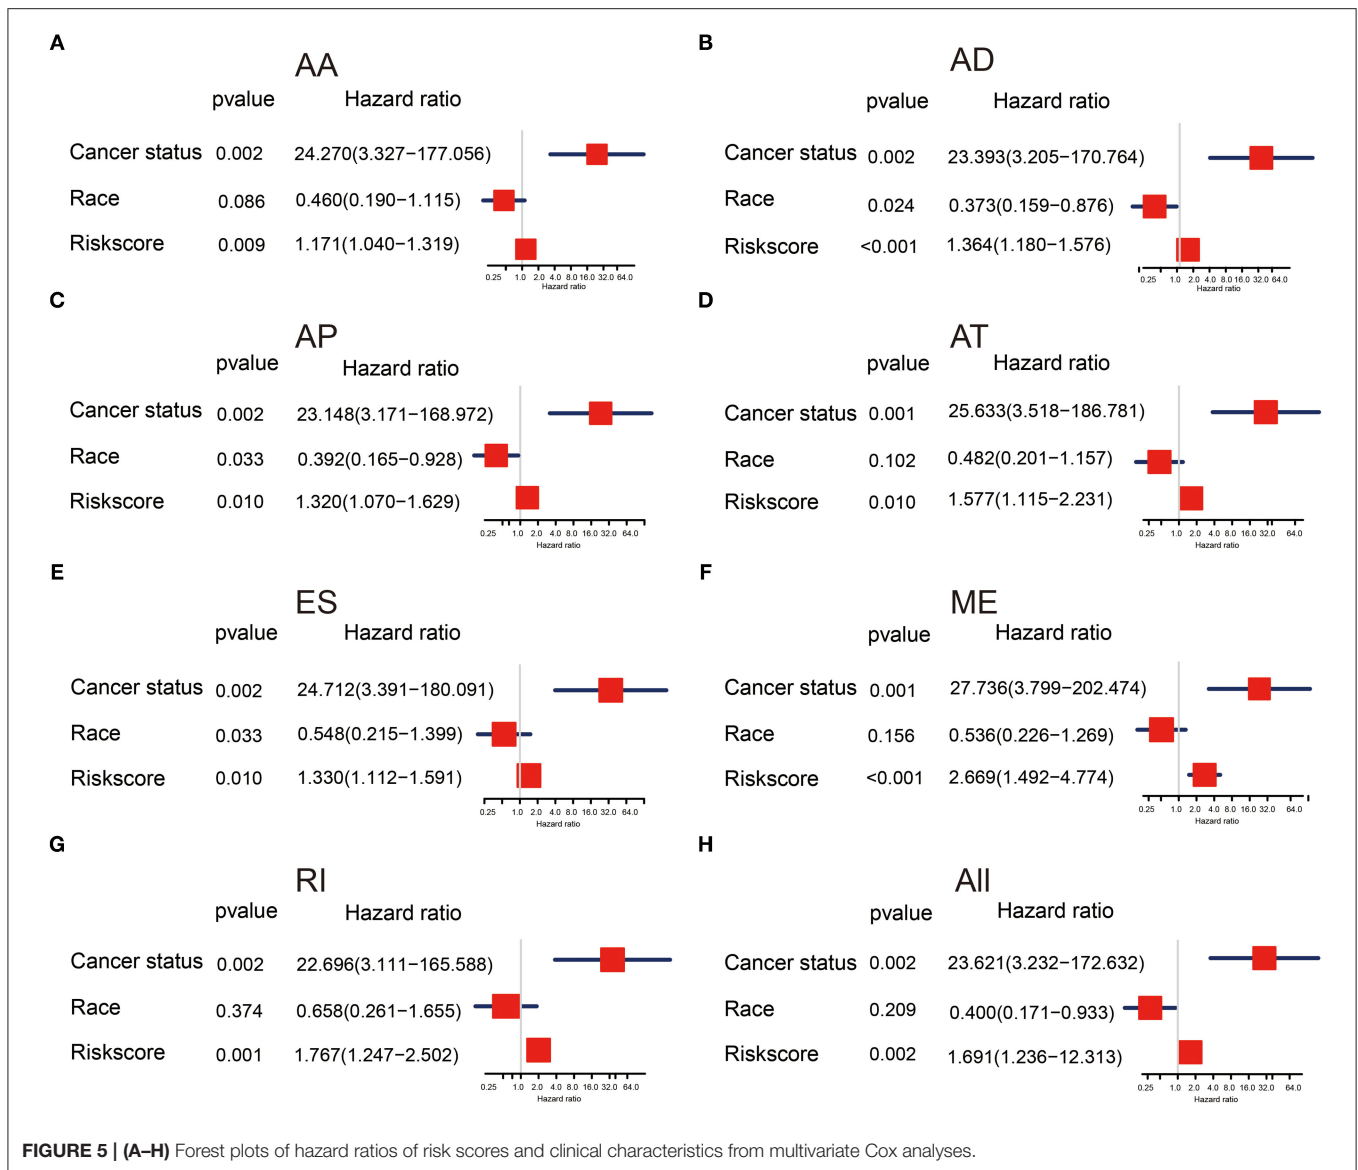 A
AA
pvalue Hazard ratio
Cancer status 0.002 24.270(3.327−177.056)
Race 0.086 0.460(0.190−1.115)
Riskscore 0.009 1.171(1.040−1.319)
0.25 1.0 2.0 4.0 8.0 16.0 32.0 64.0
Hazard ratio
B
AD
pvalue Hazard ratio
Cancer status 0.002 23.393(3.205−170.764)
Race 0.024 0.373(0.159−0.876)
Riskscore <0.001 1.364(1.180−1.576)
0.25 1.0 2.0 4.0 8.0 16.0 32.0 64.0
Hazard ratio
C
AP
pvalue Hazard ratio
Cancer status 0.002 23.148(3.171−168.972)
Race 0.033 0.392(0.165−0.928)
Riskscore 0.010 1.320(1.070−1.629)
0.25 1.0 2.0 4.0 8.0 16.0 32.0 64.0
Hazard ratio
D
AT
pvalue Hazard ratio
Cancer status 0.001 25.633(3.518−186.781)
Race 0.102 0.482(0.201−1.157)
Riskscore 0.010 1.577(1.115−2.231)
0.25 1.0 2.0 4.0 8.0 16.0 32.0 64.0
Hazard ratio
E
ES
pvalue Hazard ratio
Cancer status 0.002 24.712(3.391−180.091)
Race 0.033 0.548(0.215−1.399)
Riskscore 0.010 1.330(1.112−1.591)
0.25 1.0 2.0 4.0 8.0 16.0 32.0 64.0
Hazard ratio
F
ME
pvalue Hazard ratio
Cancer status 0.001 27.736(3.799−202.474)
Race 0.156 0.536(0.226−1.269)
Riskscore <0.001 2.669(1.492−4.774)
0.25 1.0 2.0 4.0 8.0 16.0 32.0 64.0
Hazard ratio
G
RI
pvalue Hazard ratio
Cancer status 0.002 22.696(3.111−165.588)
Race 0.374 0.658(0.261−1.655)
Riskscore 0.001 1.767(1.247−2.502)
0.25 1.0 2.0 4.0 8.0 16.0 32.0 64.0
Hazard ratio
H
All
pvalue Hazard ratio
Cancer status 0.002 23.621(3.232−172.632)
Race 0.209 0.400(0.171−0.933)
Riskscore 0.002 1.691(1.236−12.313)
0.25 1.0 2.0 4.0 8.0 16.0 32.0 64.0
Hazard ratio
FIGURE 5 | (A–H) Forest plots of hazard ratios of risk scores and clinical characteristics from multivariate Cox analyses.